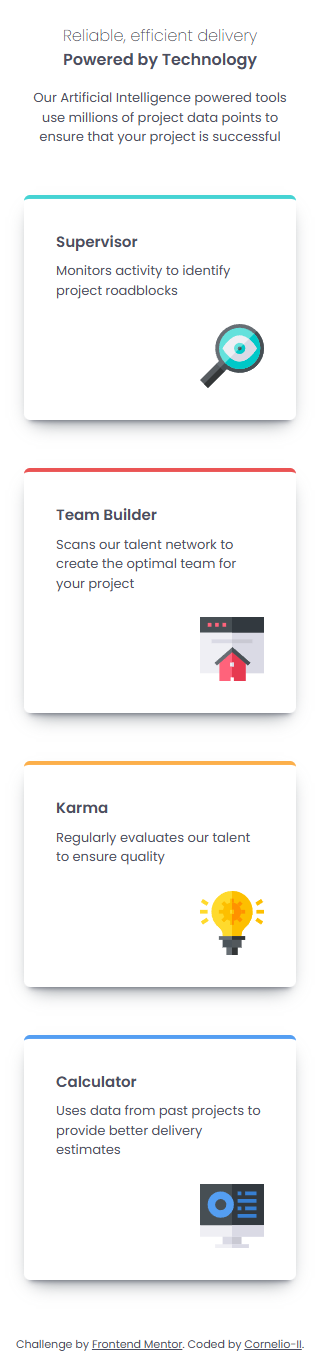 Reliable, efficient delivery
Powered by Technology
Our Artificial Intelligence powered tools
use millions of project data points to
ensure that your project is successful
Supervisor
Monitors activity to identify
project roadblocks
Team Builder
Scans our talent network to
create the optimal team for
your project
Karma
Regularly evaluates our talent
to ensure quality
Calculator
Uses data from past projects to
provide better delivery
estimates
Challenge by Frontend Mentor. Coded by Cornelio-II.